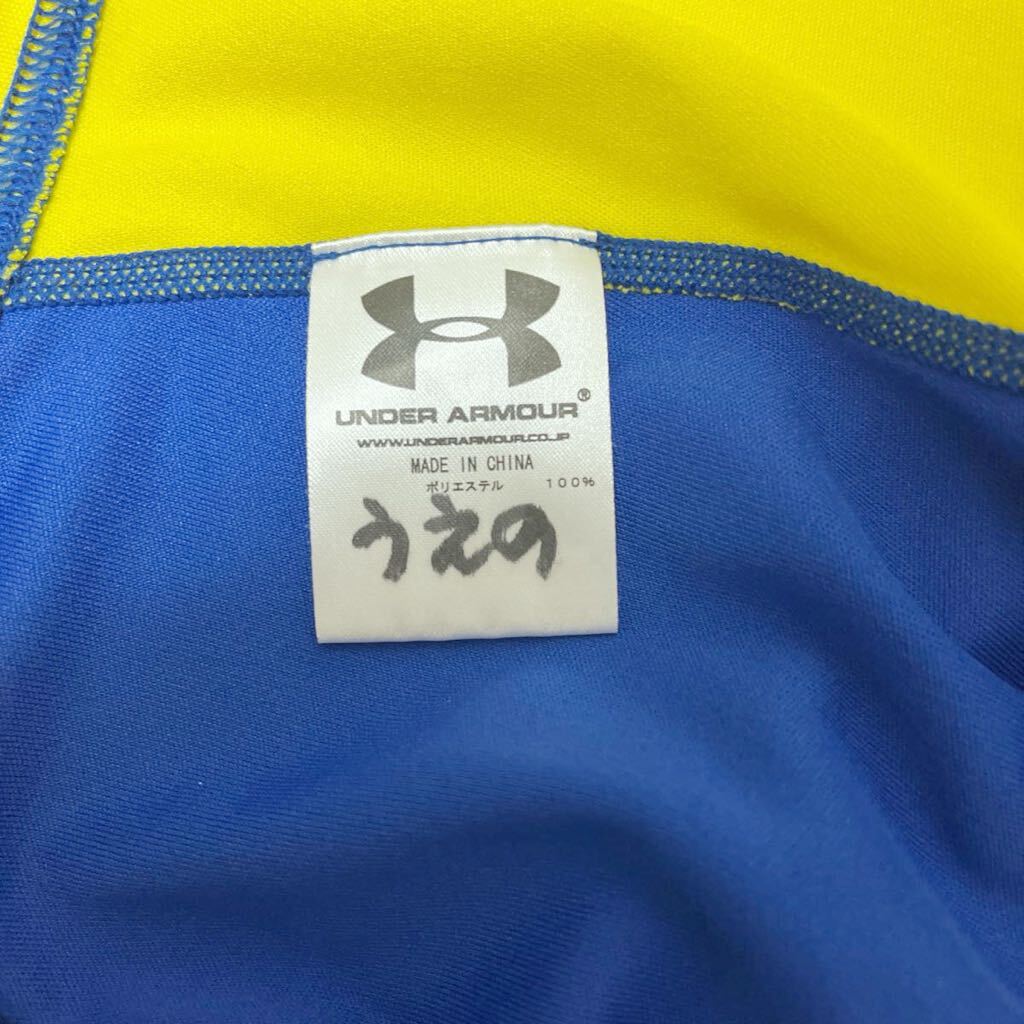 UNDER ARMOUR®
WWW.UNDERARMOUR.CO.JP
MADE IN CHINA
ポリエステル 100%
うえの